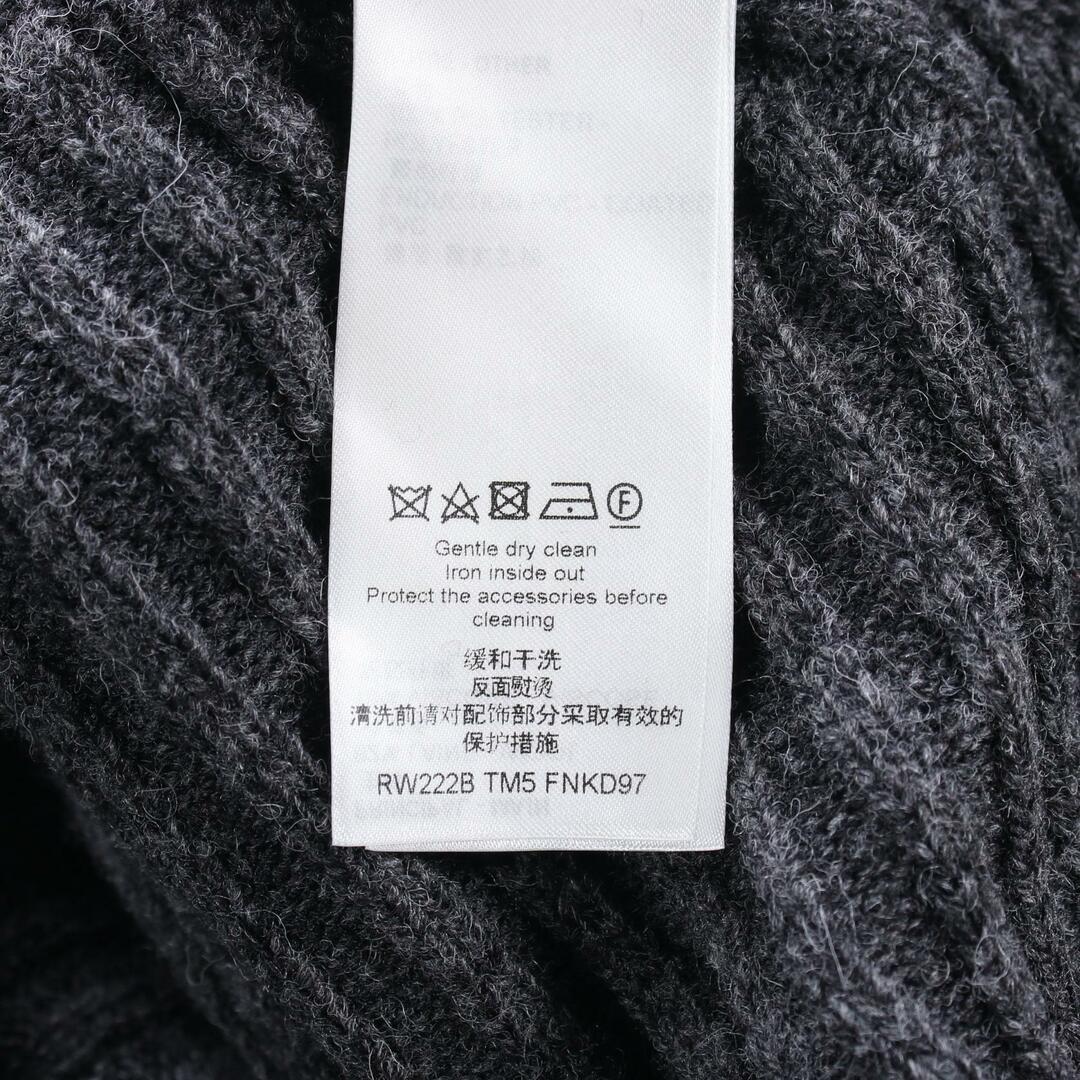 OTHER
PVC
F
Gentle dry clean
Iron inside out
Protect the accessories before
cleaning
缓和干洗
反面熨烫
清洗前请对配饰部分采取有效的
保护措施
RW222B TM5 FNKD97